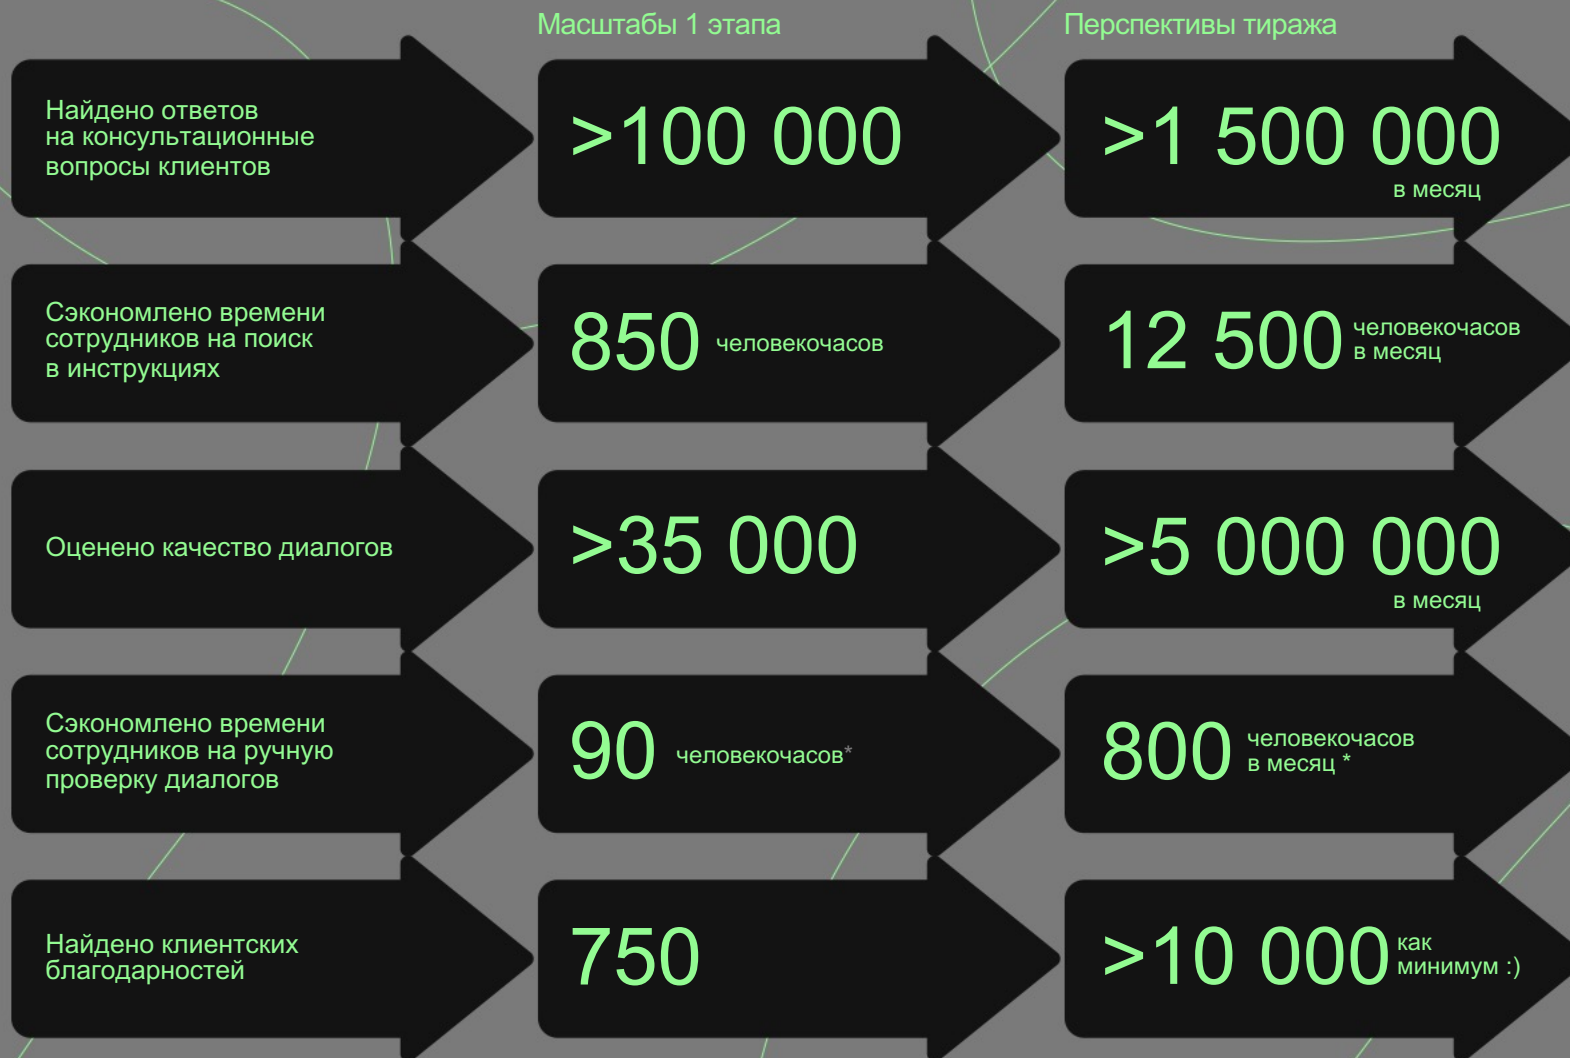 Масштабы 1 этапа
Перспективы тиража
Найдено ответов
на консультационные
вопросы клиентов
>100 000
>1 500 000
в месяц
Сэкономлено времени
сотрудников на поиск
в инструкциях
850 человекочасов
12 500 человекочасов
в месяц
Оценено качество диалогов
>35 000
>5 000 000
в месяц
Сэкономлено времени
сотрудников на ручную
проверку диалогов
90 человекочасов*
800 человекочасов
в месяц *
Найдено клиентских
благодарностей
750
>10 000 как
минимум :)